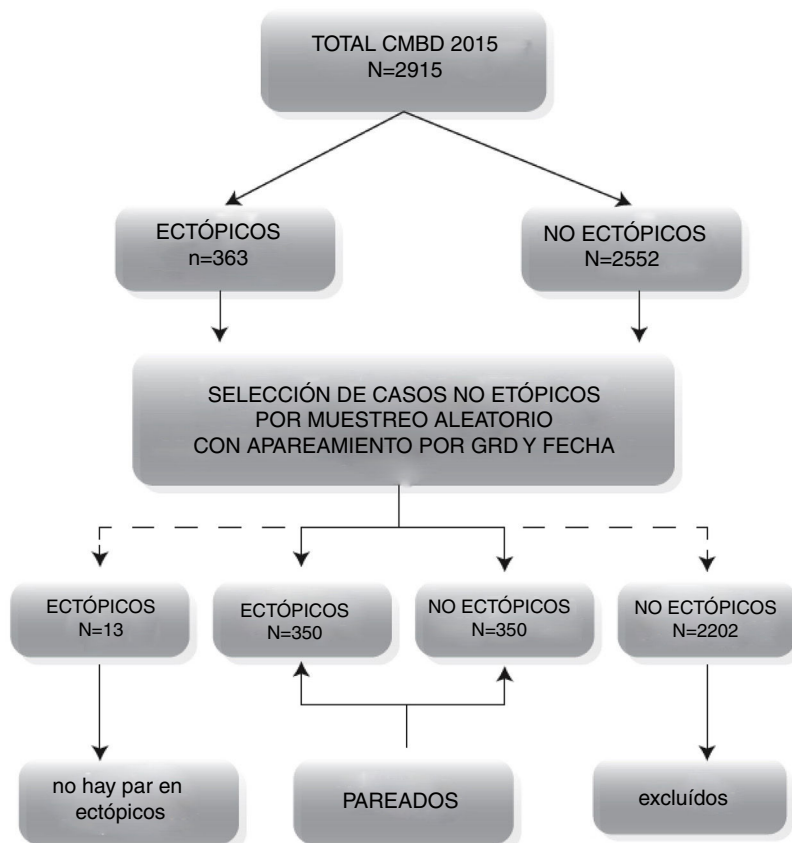 TOTAL CMBD 2015
N=2915
ECTÓPICOS
n=363
NO ECTÓPICOS
N=2552
SELECCIÓN DE CASOS NO ETÓPICOS
POR MUESTREO ALEATORIO
CON APAREAMIENTO POR GRD Y FECHA
ECTÓPICOS
N=13
ECTÓPICOS
N=350
NO ECTÓPICOS
N=350
NO ECTÓPICOS
N=2202
no hay par en
ectópicos
PAREADOS
excluídos